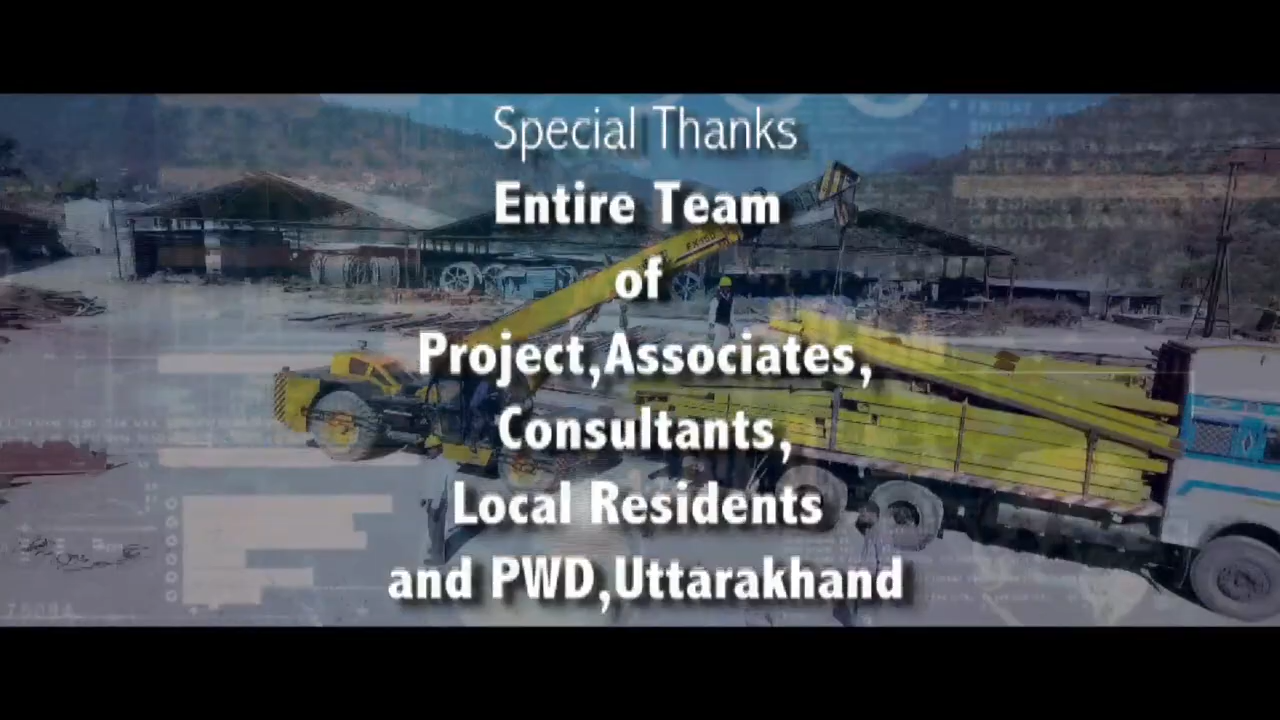 Special Thanks
Entire Team
of
Project,Associates,
Consultants,
Local Residents
and PWD,Uttarakhand